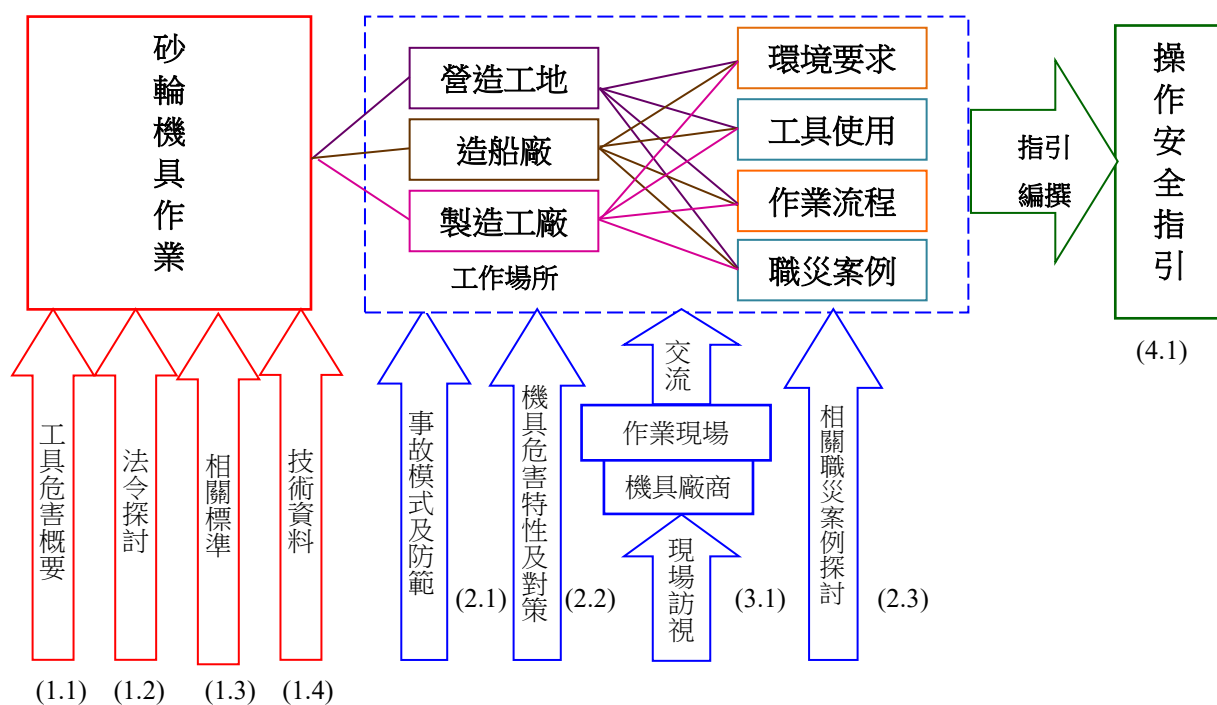 砂輪機具作業
營造工地
造船廠
製造工廠
工作場所
環境要求
工具使用
作業流程
職災案例
指引
編撰
操作安全指引
(4.1)
工具危害概要
法令探討
相關標準
技術資料
事故模式及防範
機具危害特性及對策
交流
作業現場
機具廠商
現場訪視
相關職災案例探討
(2.1)
(2.2)
(3.1)
(2.3)
(1.1)
(1.2)
(1.3)
(1.4)